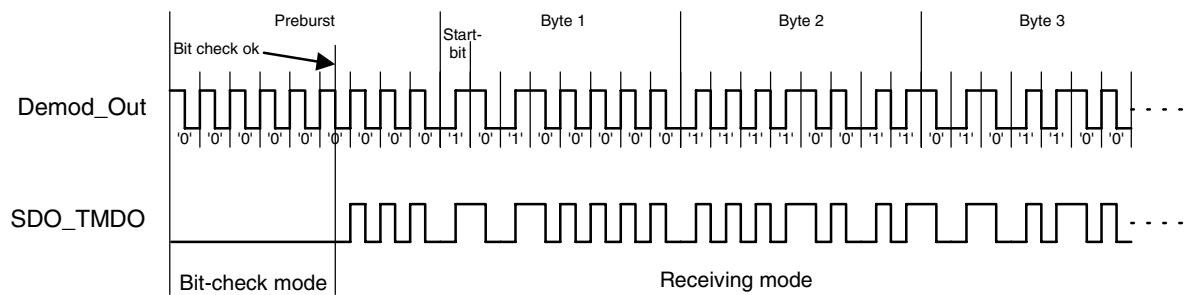 Preburst Byte 1 Byte 2 Byte 3
Bit check ok
Start-
bit
Demod_Out
'0' '0' '0' '0' '0' '0' '0' '0' '0' '1' '0' '1' '0' '0' '0' '0' '0' '1' '1' '1' '1' '0' '0' '1' '1' '0' '1' '0' '1' '1' '0' '0'
SDO_TMDO
Bit-check mode Receiving mode